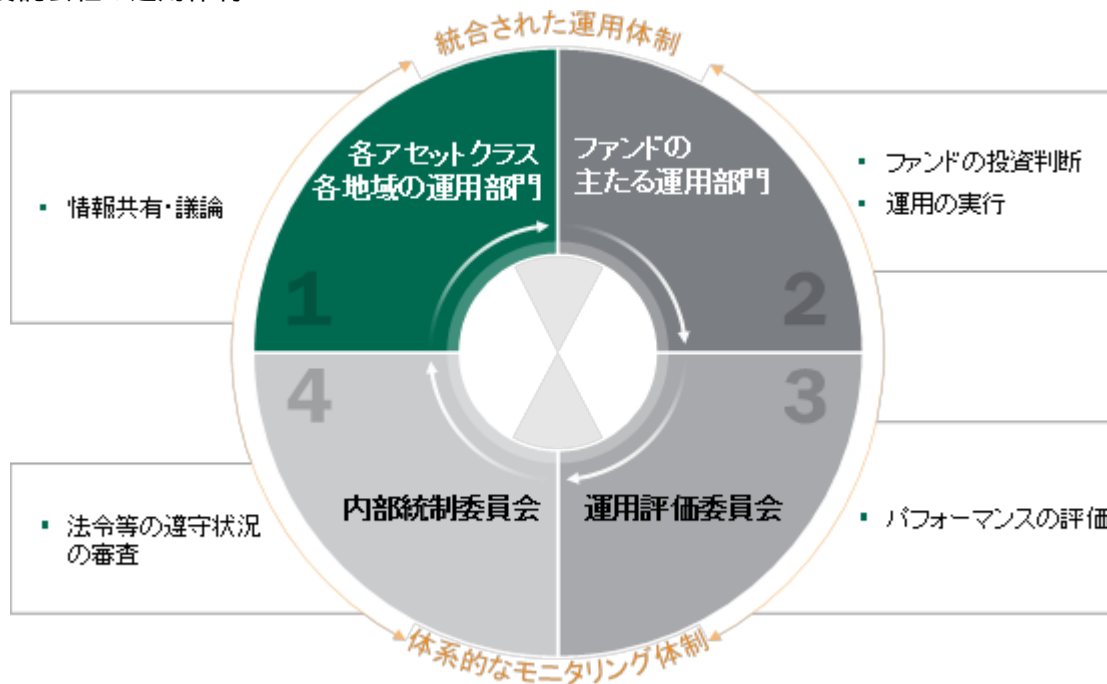 統合された運用体制
各アセットクラス
各地域の運用部門
1
ファンドの
主たる運用部門
2
▪ 情報共有・議論
▪ ファンドの投資判断
▪ 運用の実行
4
内部統制委員会
3
運用評価委員会
▪ 法令等の遵守状況
の審査
▪ パフォーマンスの評価
体系的なモニタリング体制